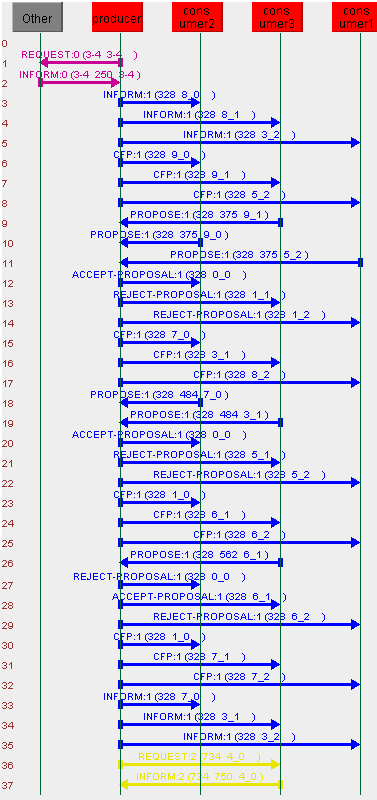 Other producer cons umer2 cons umer3 cons umer1
0
1 REQUEST:0 (3-4 3-4 )
2 INFORM:0 (3-4 250 3-4 )
3 INFORM:1 (328 8_0 )
4 INFORM:1 (328 8_1 )
5 INFORM:1 (328 3_2 )
6 CFP:1 (328 9_0 )
7 CFP:1 (328 9_1 )
8 CFP:1 (328 5_2 )
9 PROPOSE:1 (328 375 9_1 )
10 PROPOSE:1 (328 375 9_0 )
11 PROPOSE:1 (328 375 5_2 )
12 ACCEPT-PROPOSAL:1 (328 0_0 )
13 REJECT-PROPOSAL:1 (328 1_1 )
14 REJECT-PROPOSAL:1 (328 1_2 )
15 CFP:1 (328 7_0 )
16 CFP:1 (328 3_1 )
17 CFP:1 (328 8_2 )
18 PROPOSE:1 (328 484 7_0 )
19 PROPOSE:1 (328 484 3_1 )
20 ACCEPT-PROPOSAL:1 (328 0_0 )
21 REJECT-PROPOSAL:1 (328 5_1 )
22 REJECT-PROPOSAL:1 (328 5_2 )
23 CFP:1 (328 1_0 )
24 CFP:1 (328 6_1 )
25 CFP:1 (328 6_2 )
26 PROPOSE:1 (328 562 6_1 )
27 REJECT-PROPOSAL:1 (328 0_0 )
28 ACCEPT-PROPOSAL:1 (328 6_1 )
29 REJECT-PROPOSAL:1 (328 6_2 )
30 CFP:1 (328 1_0 )
31 CFP:1 (328 7_1 )
32 CFP:1 (328 7_2 )
33 INFORM:1 (328 7_0 )
34 INFORM:1 (328 3_1 )
35 INFORM:1 (328 3_2 )
36 REQUEST:2 (734 4_0 )
37 INFORM:2 (734 750 4_0 )